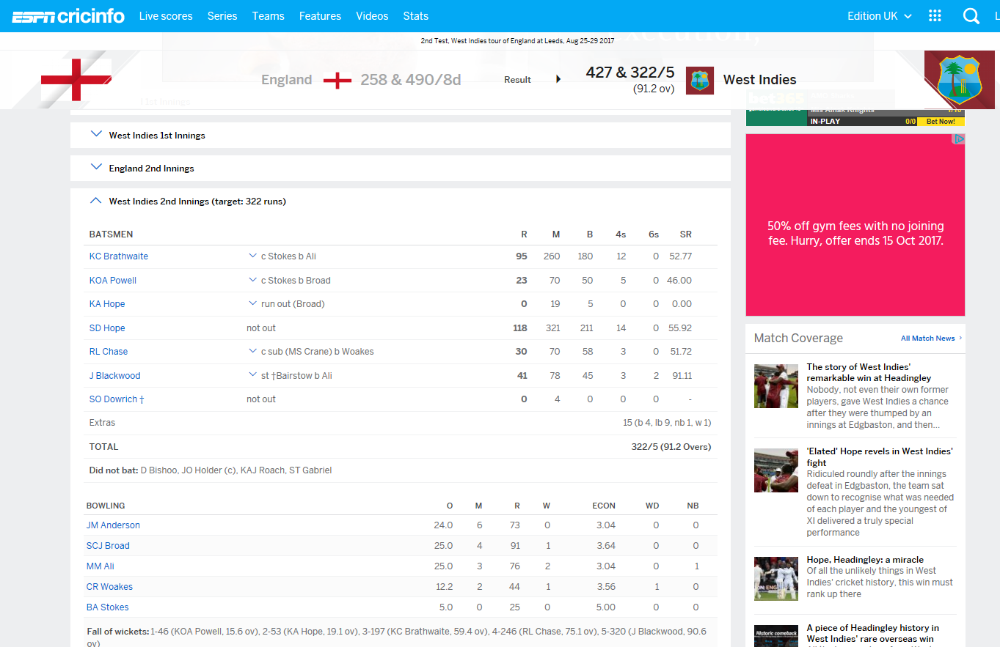 ESPN cricinfo Live scores Series Teams Features Videos Stats Edition UK
2nd Test, West Indies tour of England at Leeds, Aug 25-29 2017
England 258 & 490/8d Result 427 & 322/5 West Indies
(91.2 ov)
bet365
IN-PLAY 0/0 Bet Now!
West Indies 1st Innings
England 2nd Innings
West Indies 2nd Innings (target: 322 runs)
BATSMEN R M B 4s 6s SR
KC Brathwaite c Stokes b Ali 95 260 180 12 0 52.77
KOA Powell c Stokes b Broad 23 70 50 5 0 46.00
KA Hope run out (Broad) 0 19 5 0 0 0.00
SD Hope not out 118 321 211 14 0 55.92
RL Chase c sub (MS Crane) b Woakes 30 70 58 3 0 51.72
J Blackwood st †Bairstow b Ali 41 78 45 3 2 91.11
SO Dowrich † not out 0 4 0 0 0 -
Extras 15 (b 4, lb 9, nb 1, w 1)
TOTAL 322/5 (91.2 Overs)
Did not bat: D Bishoo, JO Holder (c), KAJ Roach, ST Gabriel
BOWLING O M R W ECON WD NB
JM Anderson 24.0 6 73 0 3.04 0 0
SCJ Broad 25.0 4 91 1 3.64 0 0
MM Ali 25.0 3 76 2 3.04 0 1
CR Woakes 12.2 2 44 1 3.56 1 0
BA Stokes 5.0 0 25 0 5.00 0 0
Fall of wickets: 1-46 (KOA Powell, 15.6 ov), 2-53 (KA Hope, 19.1 ov), 3-197 (KC Brathwaite, 59.4 ov), 4-246 (RL Chase, 75.1 ov), 5-320 (J Blackwood, 90.6
ov)
50% off gym fees with no joining
fee. Hurry, offer ends 15 Oct 2017.
Match Coverage All Match News
The story of West Indies'
remarkable win at Headingley
Nobody, not even their own former
players, gave West Indies a chance
after they were thumped by an
innings at Edgbaston, and then...
'Elated' Hope revels in West Indies'
fight
Ridiculed roundly after the innings
defeat in Edgbaston, the team sat
down to recognise what was needed
of each player and the youngest of
XI delivered a truly special
performance
Hope, Headingley: a miracle
Of all the unlikely things in West
Indies' cricket history, this win must
rank up there
Historic comeback
A piece of Headingley history in
West Indies' rare overseas win